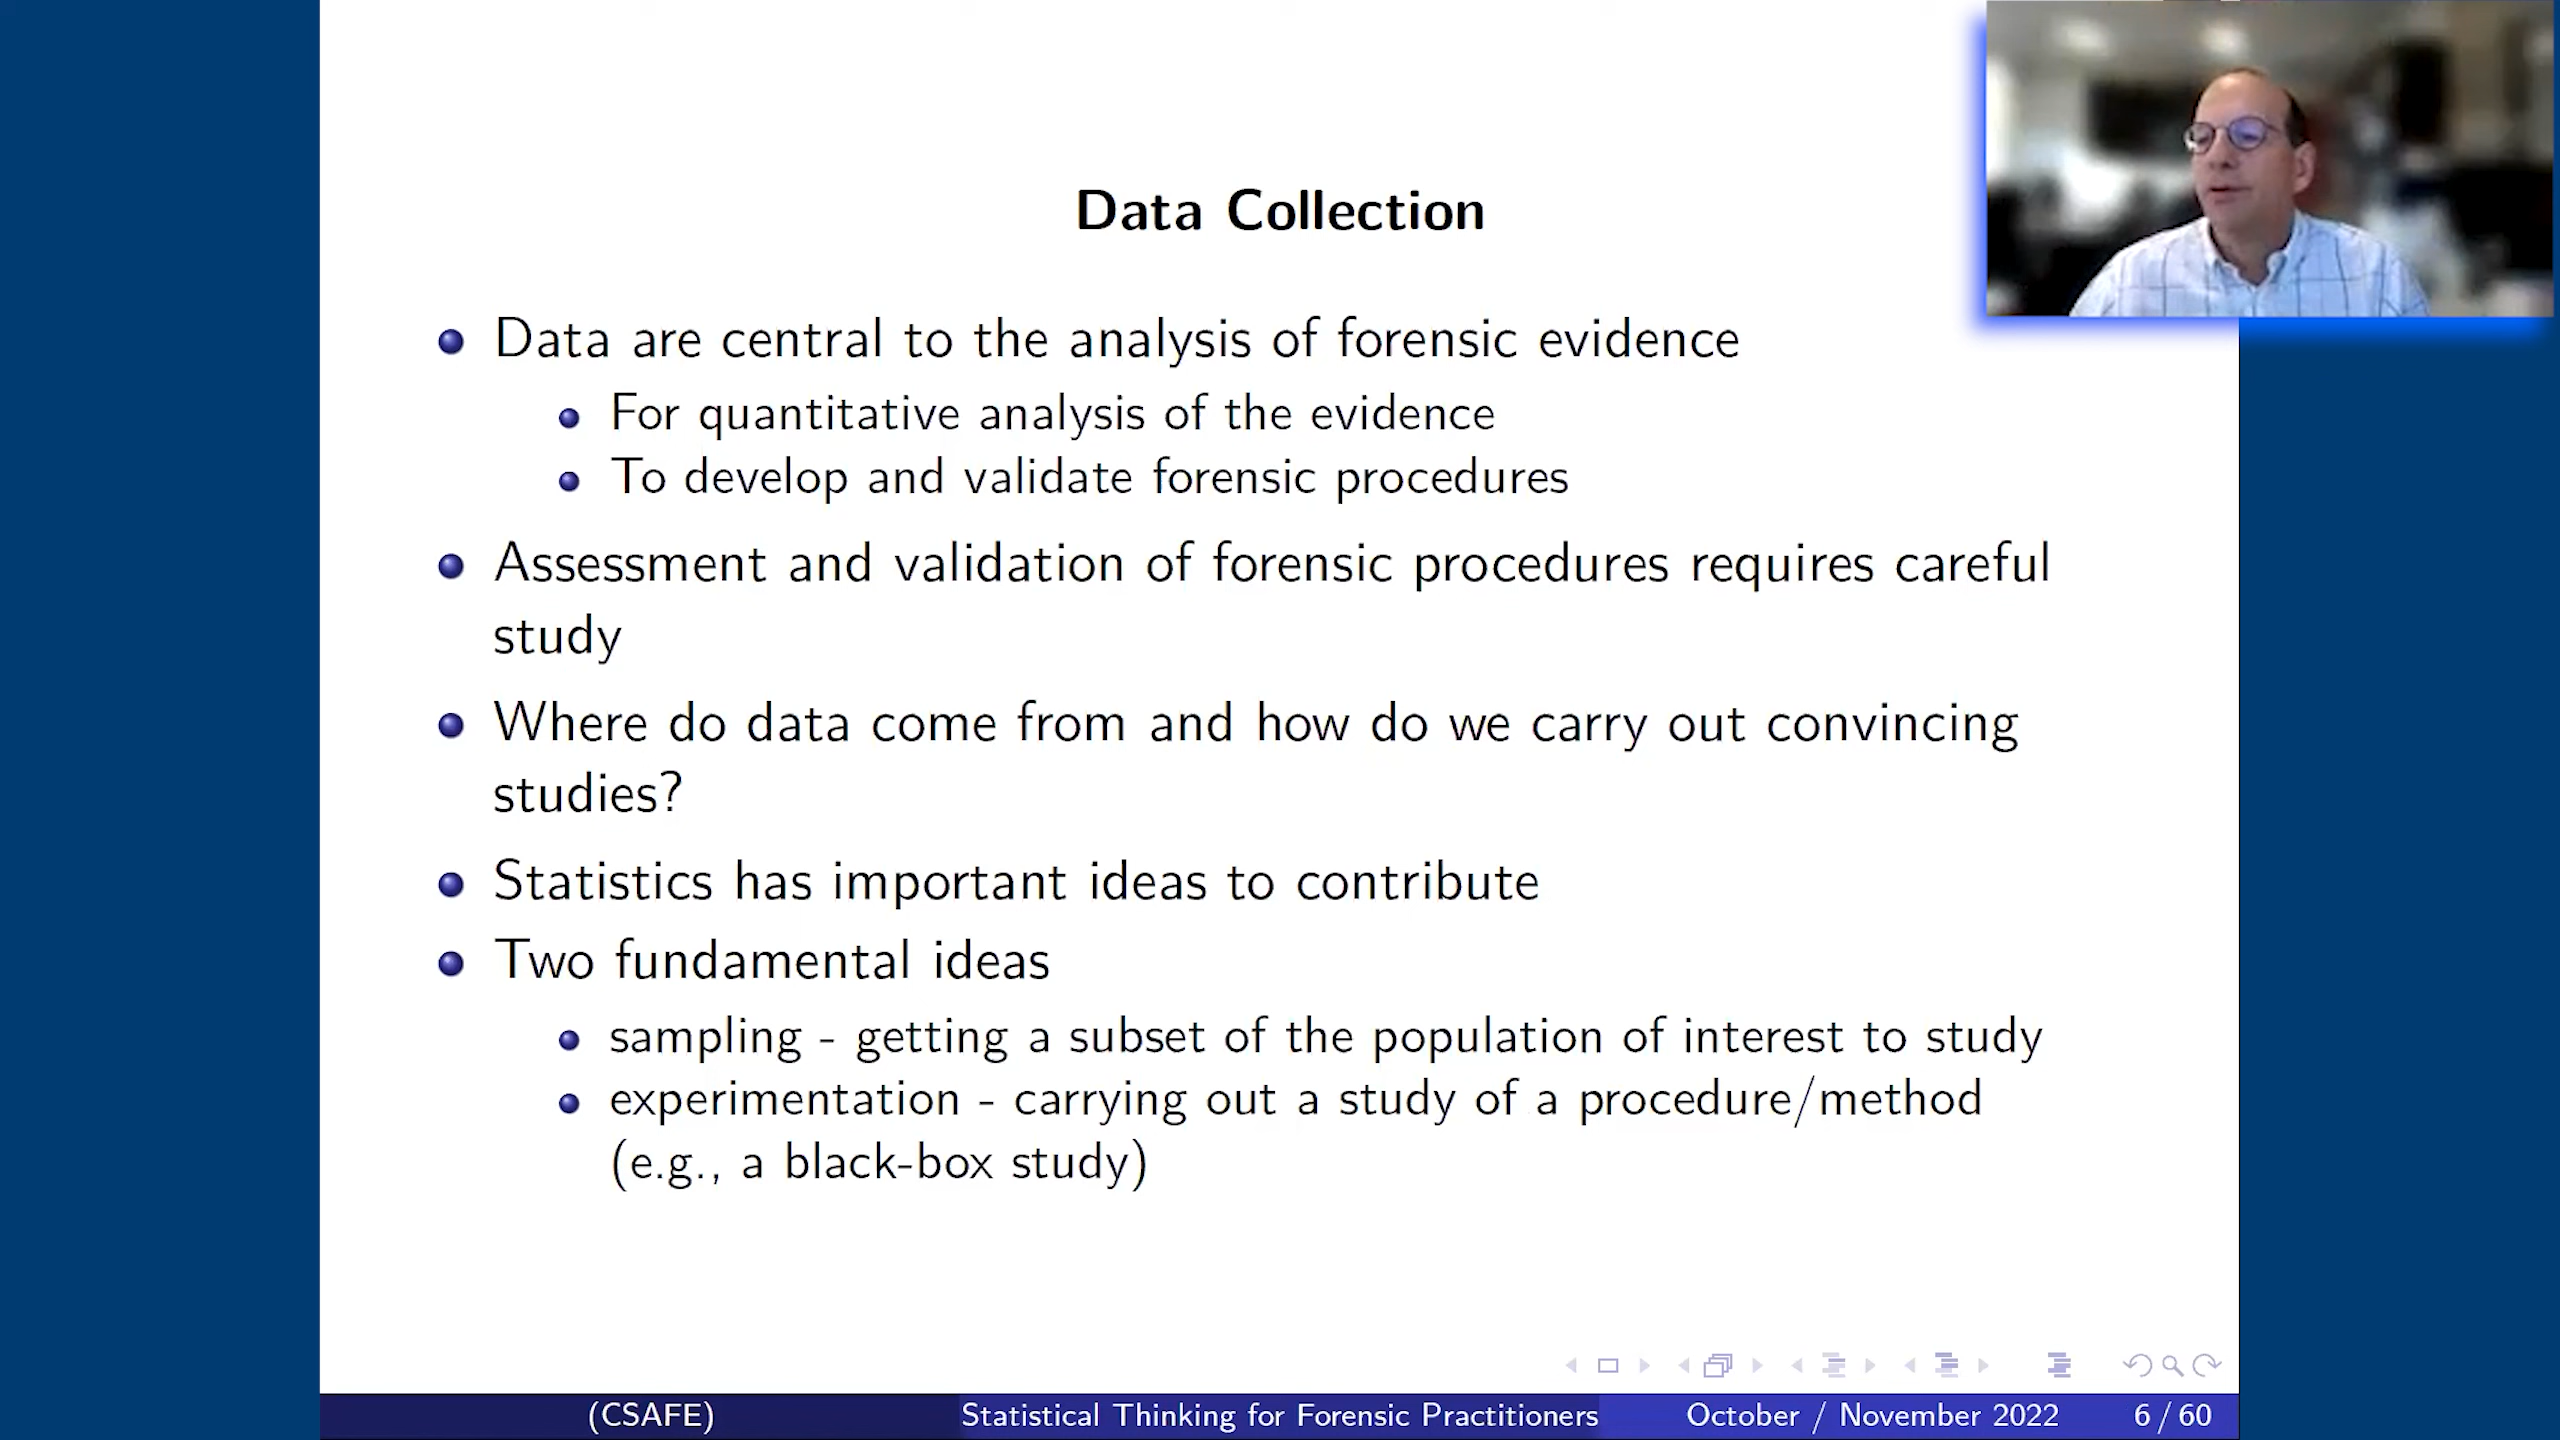 Data Collection
Data are central to the analysis of forensic evidence
For quantitative analysis of the evidence
To develop and validate forensic procedures
Assessment and validation of forensic procedures requires careful
study
Where do data come from and how do we carry out convincing
studies?
Statistics has important ideas to contribute
Two fundamental ideas
sampling - getting a subset of the population of interest to study
experimentation - carrying out a study of a procedure/method
(e.g., a black-box study)
(CSAFE) Statistical Thinking for Forensic Practitioners October / November 2022 6 / 60